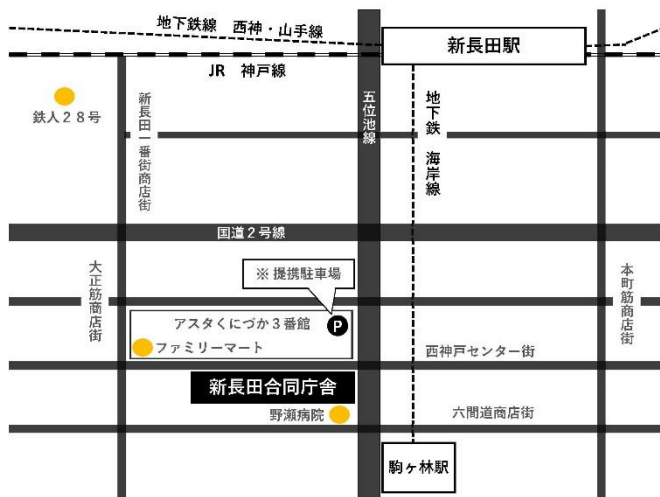 地下鉄線 西神・山手線
新長田駅
JR 神戸線
鉄人28号
新長田一番街商店街
五位池線
地下鉄 海岸線
国道2号線
大正筋商店街
※提携駐車場
本町筋商店街
アスタくにづか3番館
P
ファミリーマート
西神戸センター街
新長田合同庁舎
野瀬病院
六間道商店街
駒ヶ林駅